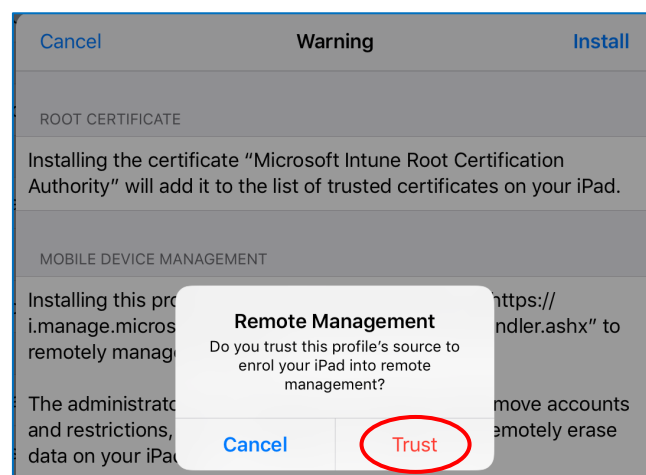 Cancel Warning Install
ROOT CERTIFICATE
Installing the certificate “Microsoft Intune Root Certification
Authority” will add it to the list of trusted certificates on your iPad.
MOBILE DEVICE MANAGEMENT
Installing this https://
i.manage.micros ndler.ashx” to
remotely manag
Remote Management
Do you trust this profile’s source to
enrol your iPad into remote
management?
The move accounts
and restrictions, emotely erase
data on your iPa
Cancel Trust